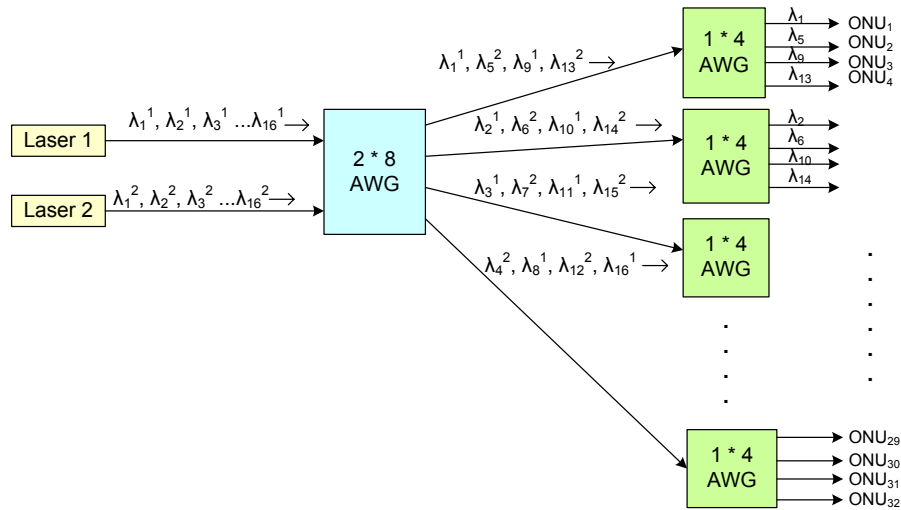 Laser 1
Laser 2
λ₁¹, λ₂¹, λ₃¹ ...λ₁₆¹ →
λ₁², λ₂², λ₃² ...λ₁₆² →
2 * 8
AWG
λ₁¹, λ₅², λ₉¹, λ₁₃² →
λ₂¹, λ₆², λ₁₀¹, λ₁₄² →
λ₃¹, λ₇², λ₁₁¹, λ₁₅² →
λ₄², λ₈¹, λ₁₂², λ₁₆¹ →
1 * 4
AWG
λ₁
λ₅
λ₉
λ₁₃
ONU₁
ONU₂
ONU₃
ONU₄
1 * 4
AWG
λ₂
λ₆
λ₁₀
λ₁₄
1 * 4
AWG
1 * 4
AWG
ONU₂₉
ONU₃₀
ONU₃₁
ONU₃₂